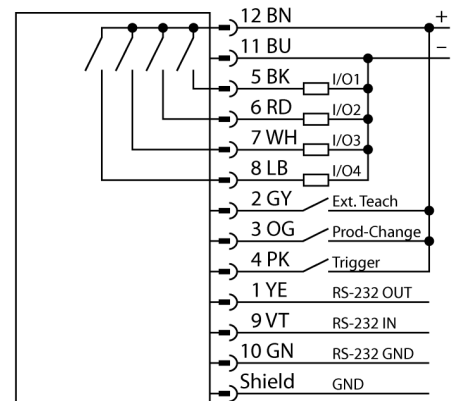 12 BN +
11 BU −
5 BK I/O1
6 RD I/O2
7 WH I/O3
8 LB I/O4
2 GY Ext. Teach
3 OG Prod-Change
4 PK Trigger
1 YE RS-232 OUT
9 VT RS-232 IN
10 GN RS-232 GND
Shield GND